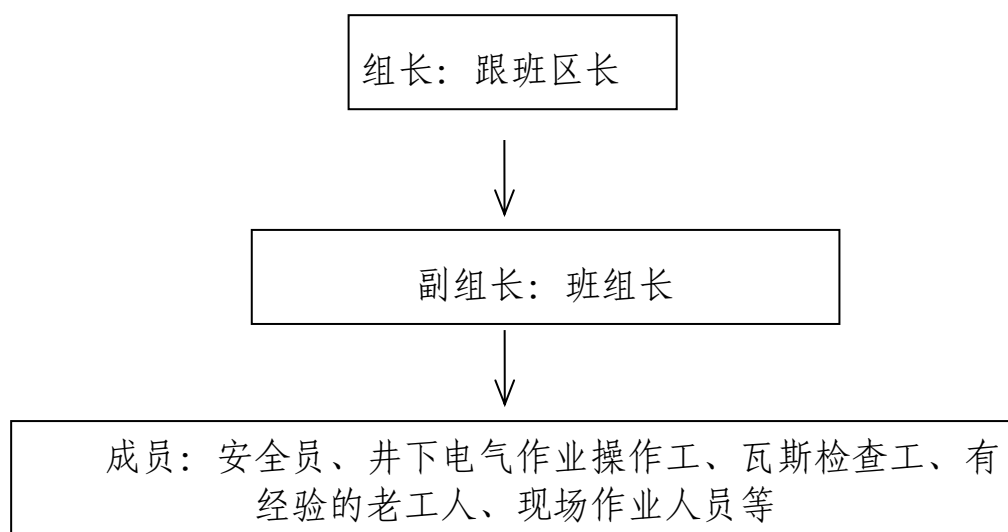 组长：跟班区长
副组长：班组长
成员：安全员、井下电气作业操作工、瓦斯检查工、有
经验的老工人、现场作业人员等